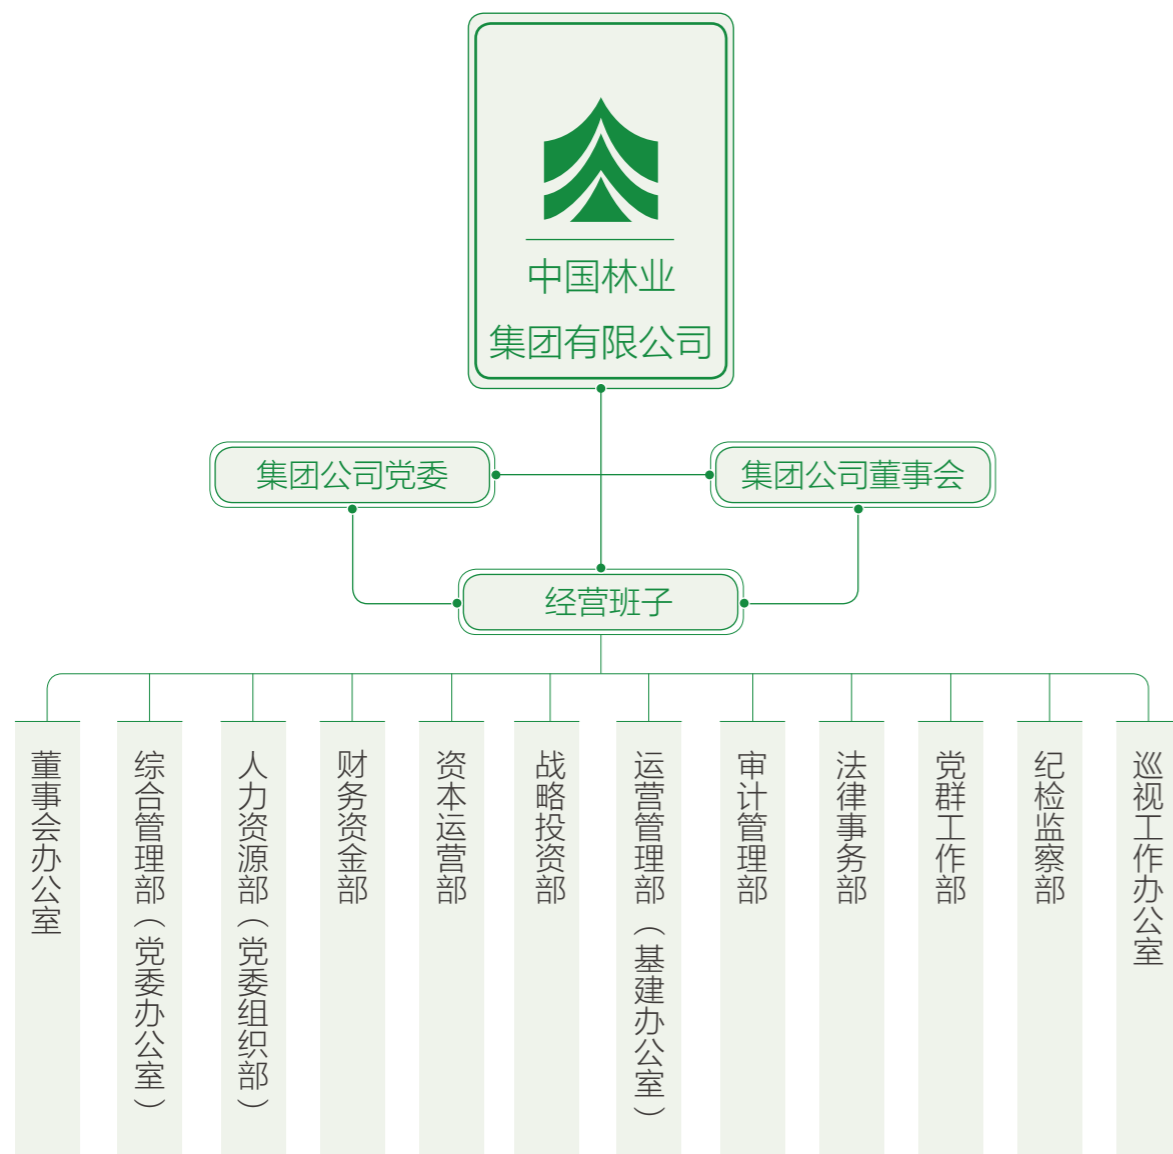 中国林业
集团有限公司
集团公司党委
集团公司董事会
经营班子
董事会办公室
综合管理部（党委办公室）
人力资源部（党委组织部）
财务资金部
资本运营部
战略投资部
运营管理部（基建办公室）
审计管理部
法律事务部
党群工作部
纪检监察部
巡视工作办公室